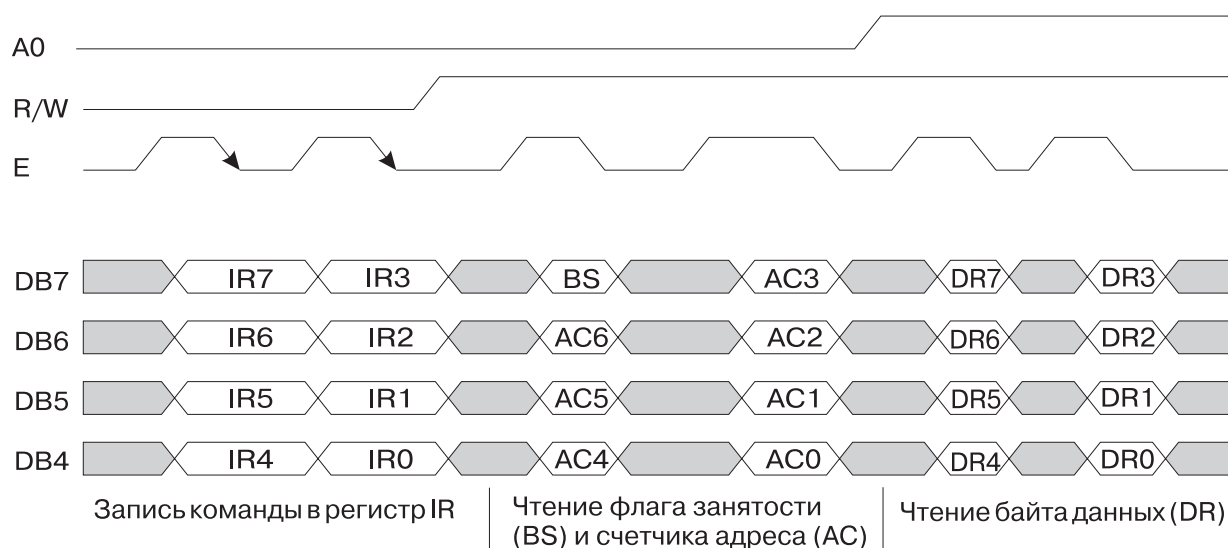 A0
R/W
E
DB7 IR7 IR3 BS AC3 DR7 DR3
DB6 IR6 IR2 AC6 AC2 DR6 DR2
DB5 IR5 IR1 AC5 AC1 DR5 DR1
DB4 IR4 IR0 AC4 AC0 DR4 DR0
Запись команды в регистр IR
Чтение флага занятости
(BS) и счетчика адреса (AC)
Чтение байта данных (DR)